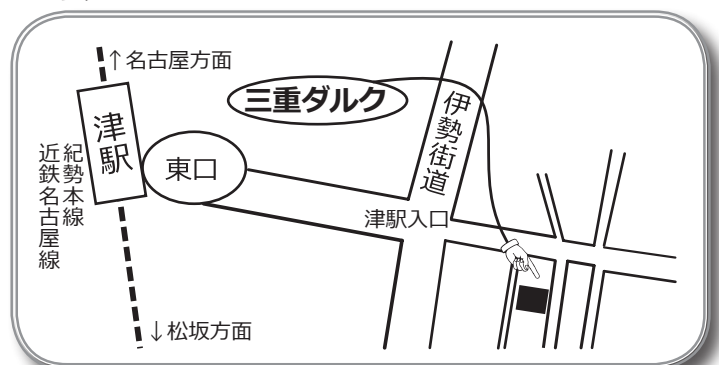 ↑名古屋方面
三重ダルク
伊勢街道
津駅
東口
紀勢本線
近鉄名古屋線
津駅入口
↓松坂方面